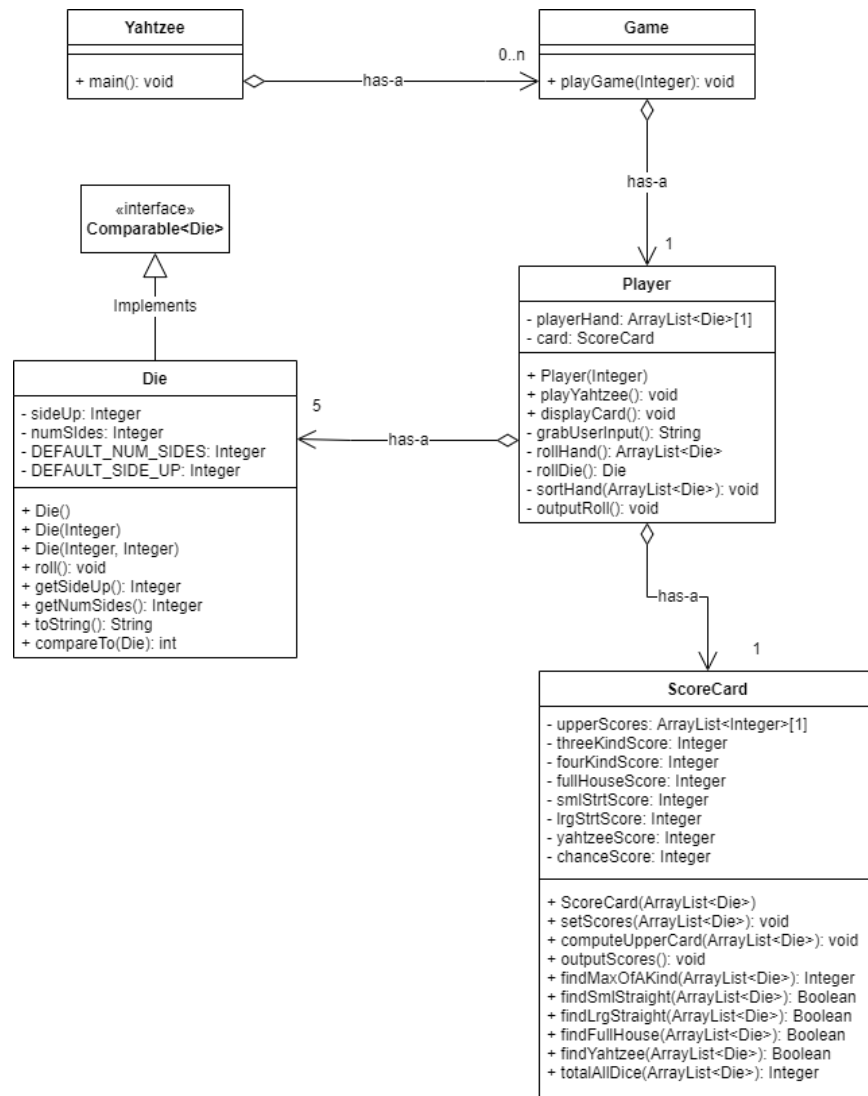 Yahtzee
+ main(): void
has-a
0..n
Game
+ playGame(Integer): void
has-a
1
«interface»
Comparable<Die>
Implements
Player
- playerHand: ArrayList<Die>[1]
- card: ScoreCard
+ Player(Integer)
+ playYahtzee(): void
+ displayCard(): void
- grabUserInput(): String
- rollHand(): ArrayList<Die>
- rollDie(): Die
- sortHand(ArrayList<Die>): void
- outputRoll(): void
Die
- sideUp: Integer
- numSIdes: Integer
- DEFAULT_NUM_SIDES: Integer
- DEFAULT_SIDE_UP: Integer
+ Die()
+ Die(Integer)
+ Die(Integer, Integer)
+ roll(): void
+ getSideUp(): Integer
+ getNumSides(): Integer
+ toString(): String
+ compareTo(Die): int
5
has-a
has-a
1
ScoreCard
- upperScores: ArrayList<Integer>[1]
- threeKindScore: Integer
- fourKindScore: Integer
- fullHouseScore: Integer
- smlStrtScore: Integer
- lrgStrtScore: Integer
- yahtzeeScore: Integer
- chanceScore: Integer
+ ScoreCard(ArrayList<Die>)
+ setScores(ArrayList<Die>): void
+ computeUpperCard(ArrayList<Die>): void
+ outputScores(): void
+ findMaxOfAKind(ArrayList<Die>): Integer
+ findSmlStraight(ArrayList<Die>): Boolean
+ findLrgStraight(ArrayList<Die>): Boolean
+ findFullHouse(ArrayList<Die>): Boolean
+ findYahtzee(ArrayList<Die>): Boolean
+ totalAllDice(ArrayList<Die>): Integer